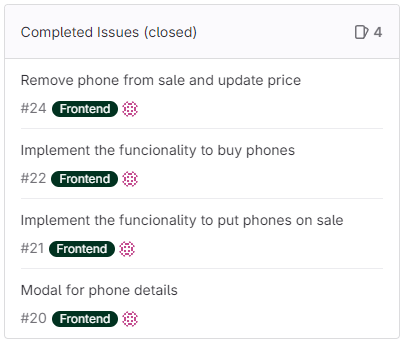 Completed Issues (closed) 4
Remove phone from sale and update price
#24 Frontend
Implement the funcionality to buy phones
#22 Frontend
Implement the funcionality to put phones on sale
#21 Frontend
Modal for phone details
#20 Frontend